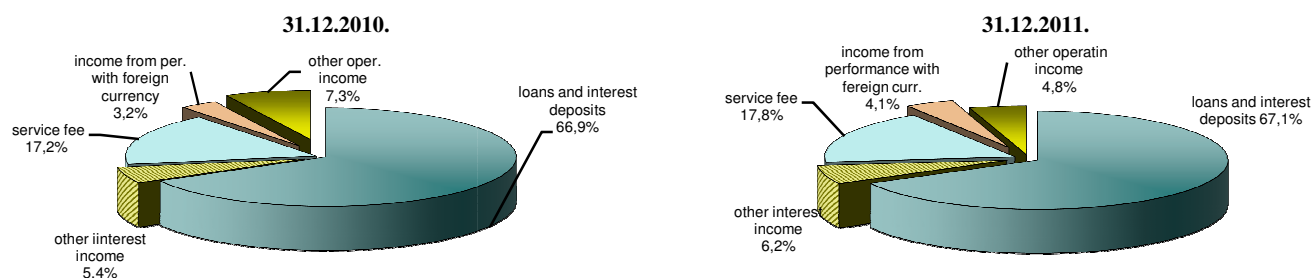 31.12.2010.
income from per.
with foreign
currency
3,2%
other oper.
income
7,3%
loans and interest
deposits
66,9%
service fee
17,2%
other iinterest
income
5,4%
31.12.2011.
income from
performance with
fereign curr.
4,1%
other operatin
income
4,8%
loans and interest
deposits 67,1%
service fee
17,8%
other interest
income
6,2%